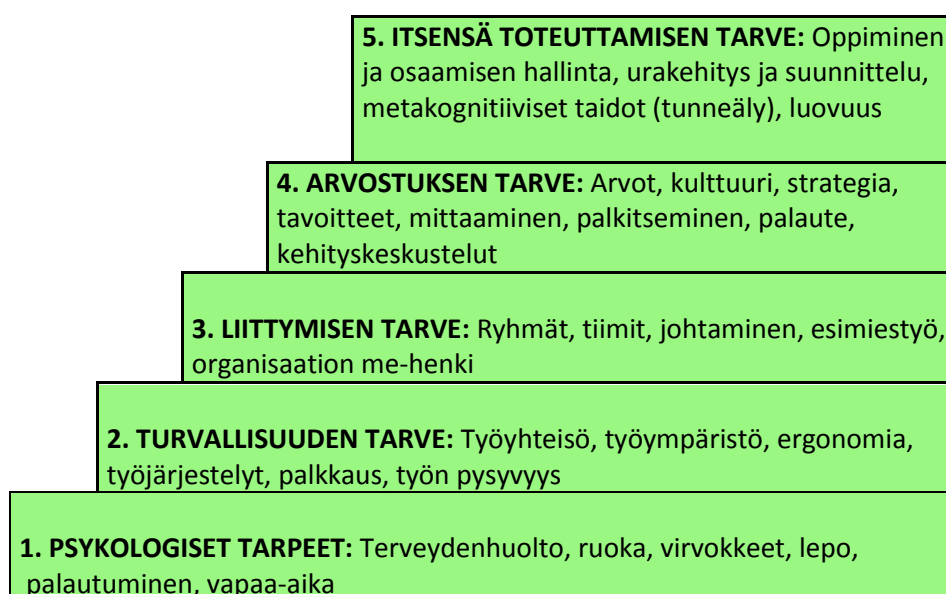 5. ITSENSÄ TOTEUTTAMISEN TARVE: Oppiminen
ja osaamisen hallinta, urakehitys ja suunnittelu,
metakognitiiviset taidot (tunneäly), luovuus
4. ARVOSTUKSEN TARVE: Arvot, kulttuuri, strategia,
tavoitteet, mittaaminen, palkitseminen, palaute,
kehityskeskustelut
3. LIITTYMISEN TARVE: Ryhmät, tiimit, johtaminen, esimiestyö,
organisaation me-henki
2. TURVALLISUUDEN TARVE: Työyhteisö, työympäristö, ergonomia,
työjärjestelyt, palkkaus, työn pysyvyys
1. PSYKOLOGISET TARPEET: Terveydenhuolto, ruoka, virvokkeet, lepo,
palautuminen, vapaa-aika